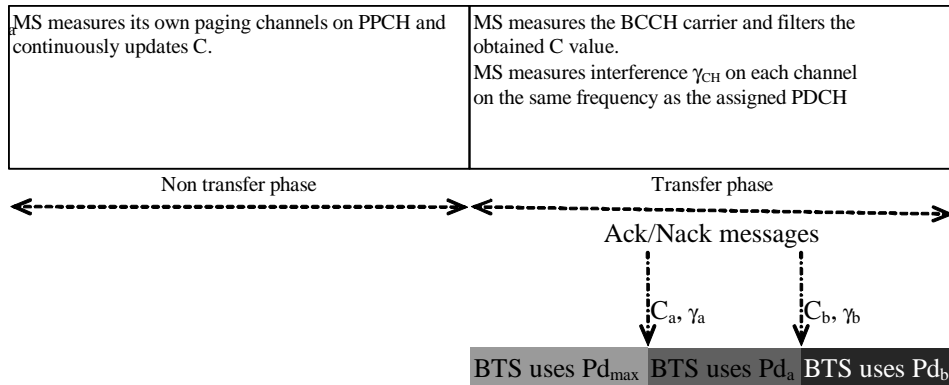 a
MS measures its own paging channels on PPCH and
continuously updates C.
MS measures the BCCH carrier and filters the
obtained C value.
MS measures interference γCH on each channel
on the same frequency as the assigned PDCH
Non transfer phase
Transfer phase
Ack/Nack messages
Ca, γa
Cb, γb
BTS uses Pdmax
BTS uses Pda
BTS uses Pdb